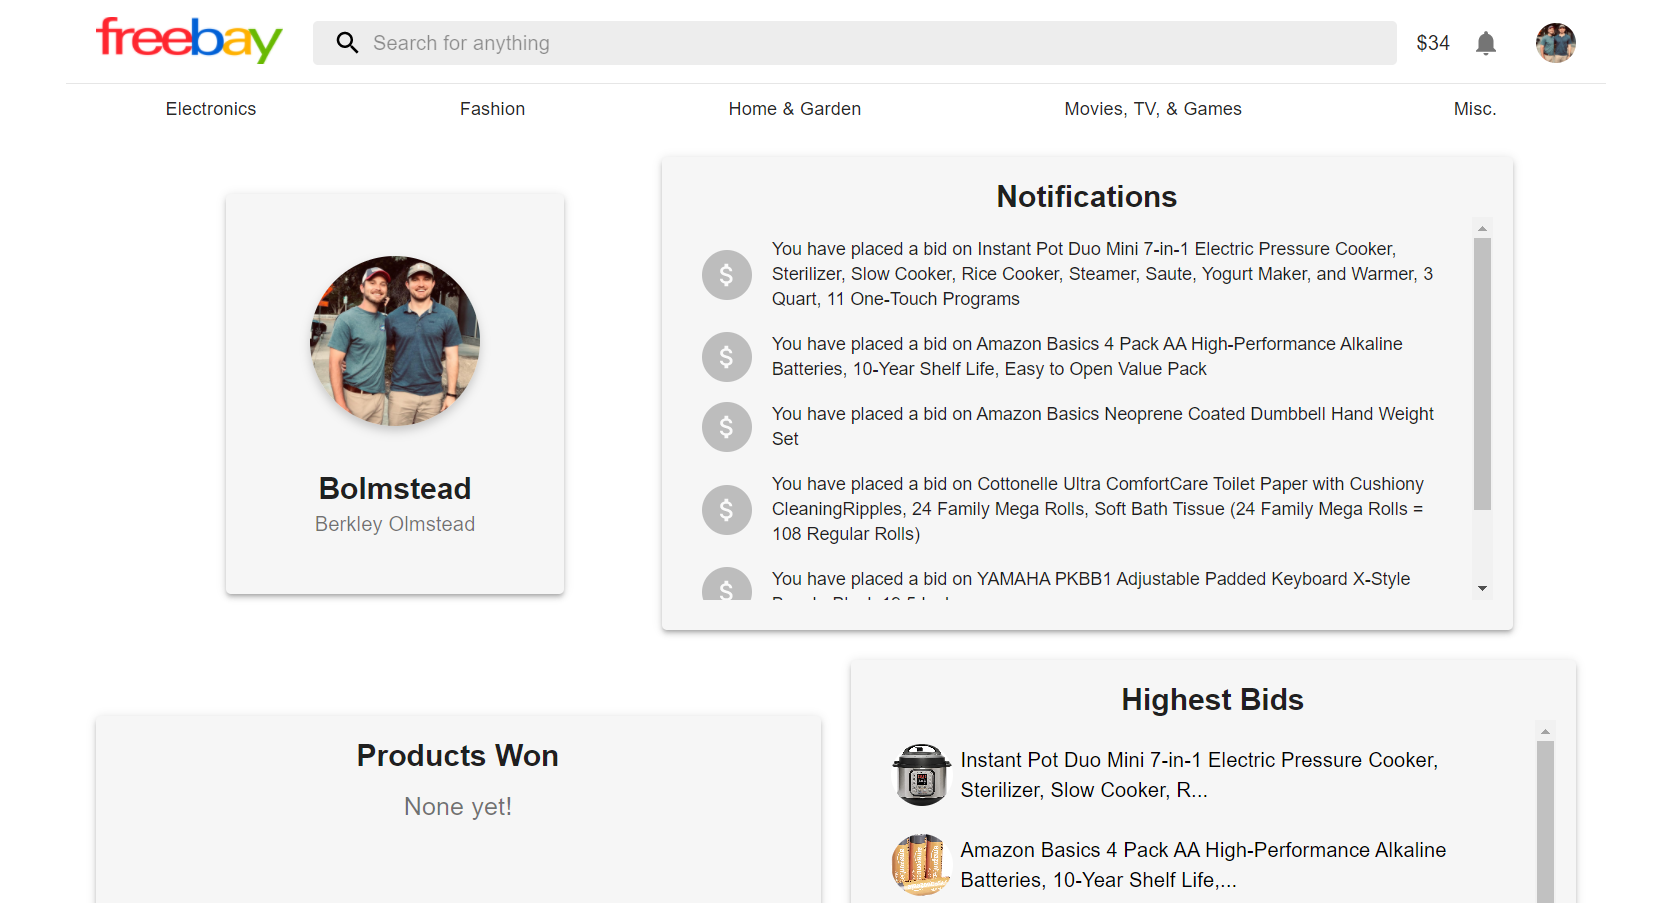 freebay
Search for anything
$34
Electronics
Fashion
Home & Garden
Movies, TV, & Games
Misc.
Notifications
You have placed a bid on Instant Pot Duo Mini 7-in-1 Electric Pressure Cooker,
Sterilizer, Slow Cooker, Rice Cooker, Steamer, Saute, Yogurt Maker, and Warmer, 3
Quart, 11 One-Touch Programs
$
You have placed a bid on Amazon Basics 4 Pack AA High-Performance Alkaline
Batteries, 10-Year Shelf Life, Easy to Open Value Pack
$
You have placed a bid on Amazon Basics Neoprene Coated Dumbbell Hand Weight
Set
$
You have placed a bid on Cottonelle Ultra ComfortCare Toilet Paper with Cushiony
CleaningRipples, 24 Family Mega Rolls, Soft Bath Tissue (24 Family Mega Rolls =
108 Regular Rolls)
$
You have placed a bid on YAMAHA PKBB1 Adjustable Padded Keyboard X-Style
$
Bolmstead
Berkley Olmstead
Products Won
None yet!
Highest Bids
Instant Pot Duo Mini 7-in-1 Electric Pressure Cooker,
Sterilizer, Slow Cooker, R...
Amazon Basics 4 Pack AA High-Performance Alkaline
Batteries, 10-Year Shelf Life,...